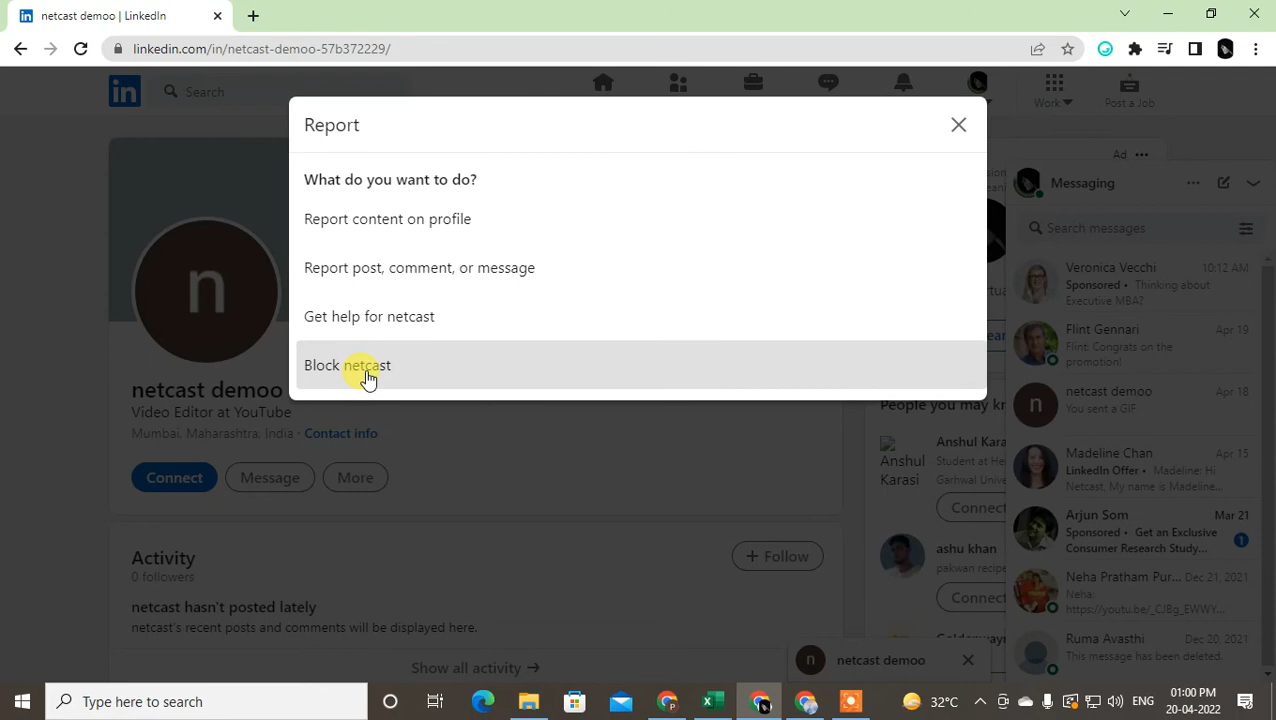 netcast demoo | LinkedIn
linkedin.com/in/netcast-demoo-57b372229/
in
Search
Work
Post a Job
Report
What do you want to do?
Report content on profile
Report post, comment, or message
Get help for netcast
Block netcast
Ad
n
netcast demoo
Video Editor at YouTube
Mumbai, Maharashtra, India · Contact info
Connect
Message
More
Activity
0 followers
+ Follow
netcast hasn't posted lately
netcast's recent posts and comments will be displayed here.
Show all activity →
People you may know
Anshul
Karasi
Anshul Karas
Student at He
Garhwal Unive
Connec
ashu khan
pakwan recipe
Connec
Messaging
Search messages
Veronica Vecchi 10:12 AM
Sponsored • Thinking about
Executive MBA?
Flint Gennari Apr 19
Flint: Congrats on the
promotion!
n
netcast demoo Apr 18
You sent a GIF
Madeline Chan Apr 15
LinkedIn Offer • Madeline: Hi
Netcast, My name is Madeline...
Arjun Som Mar 21
Sponsored • Get an Exclusive
Consumer Research Study...
1
Neha Pratham Pur... Dec 21, 2021
Neha:
https://youtu.be/_CJBg_EWWY...
Ruma Avasthi Dec 20, 2021
This message has been deleted.
n
netcast demoo
Type here to search
32°C
ENG
01:00 PM
20-04-2022